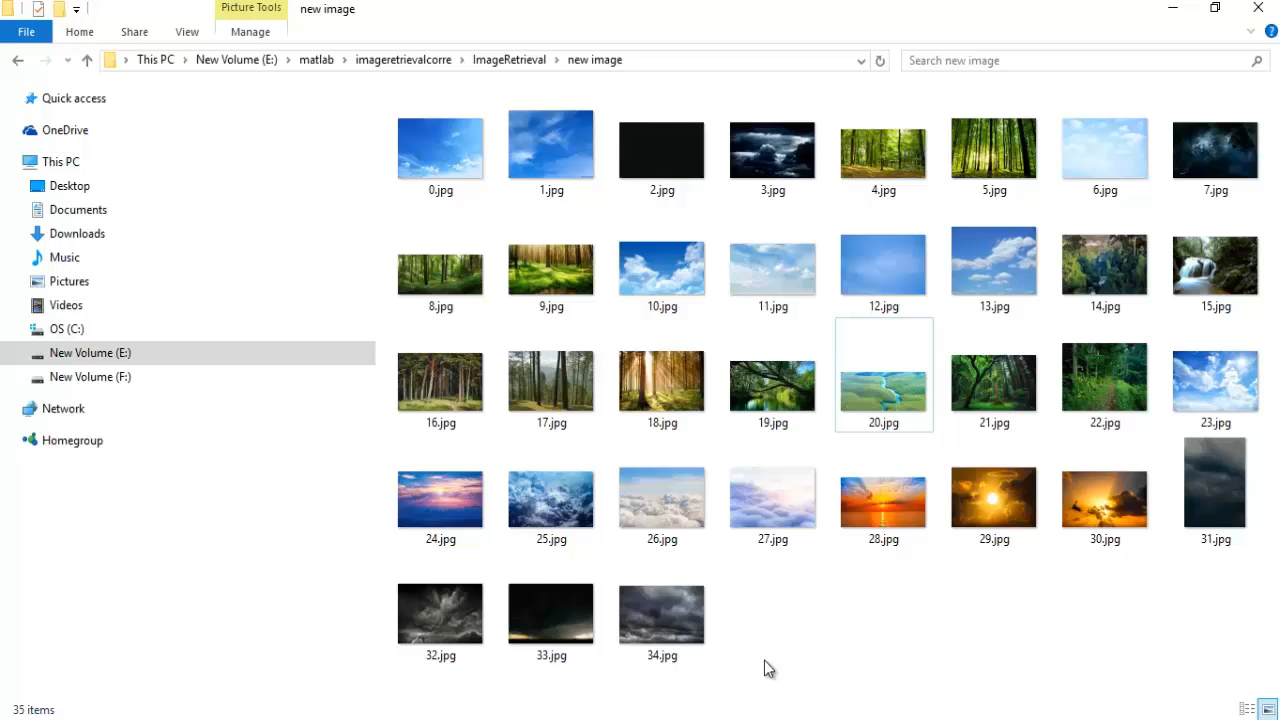 Picture Tools
new image
File
Home
Share
View
Manage
This PC
New Volume (E:)
matlab
imageretrievalcorre
ImageRetrieval
new image
Search new image
Quick access
OneDrive
This PC
Desktop
Documents
Downloads
Music
Pictures
Videos
OS (C:)
New Volume (E:)
New Volume (F:)
Network
Homegroup
0.jpg
1.jpg
2.jpg
3.jpg
4.jpg
5.jpg
6.jpg
7.jpg
8.jpg
9.jpg
10.jpg
11.jpg
12.jpg
13.jpg
14.jpg
15.jpg
16.jpg
17.jpg
18.jpg
19.jpg
20.jpg
21.jpg
22.jpg
23.jpg
24.jpg
25.jpg
26.jpg
27.jpg
28.jpg
29.jpg
30.jpg
31.jpg
32.jpg
33.jpg
34.jpg
35 items